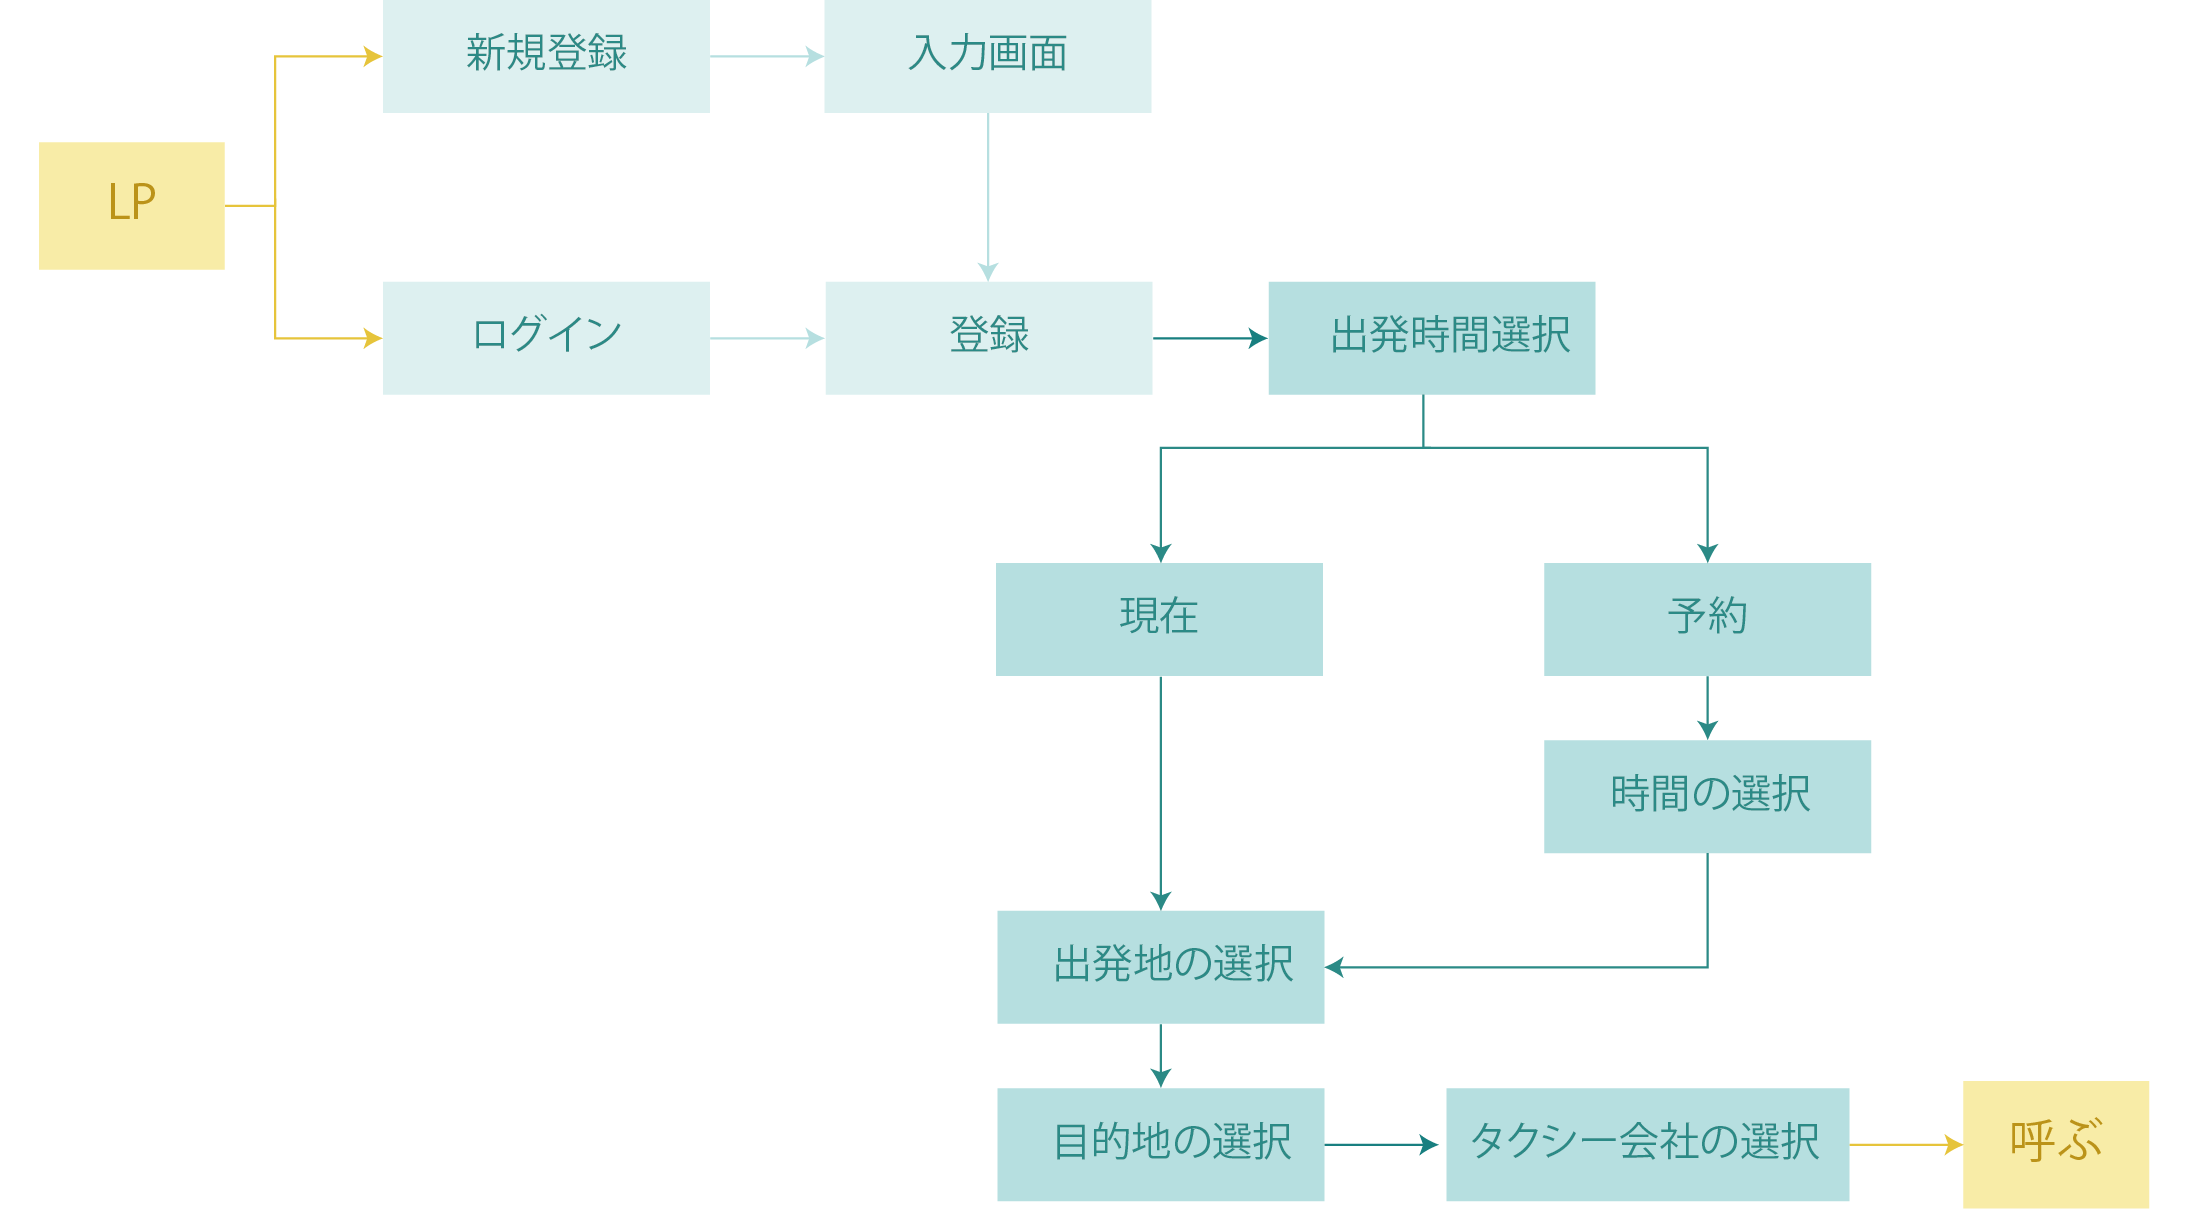 新規登録
入力画面
LP
ログイン
登録
出発時間選択
現在
予約
時間の選択
出発地の選択
目的地の選択
タクシー会社の選択
呼ぶ